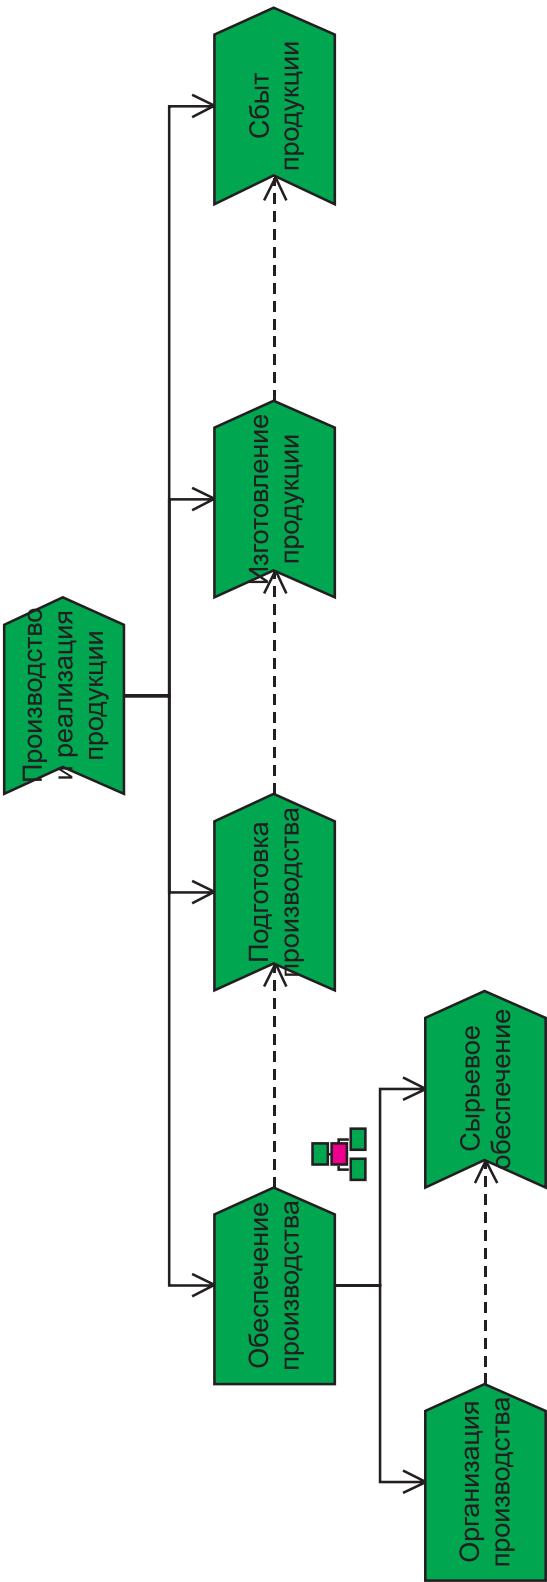 Производство
и реализация
продукции
Обеспечение
производства
Подготовка
производства
Изготовление
продукции
Сбыт
продукции
Организация
производства
Сырьевое
обеспечение